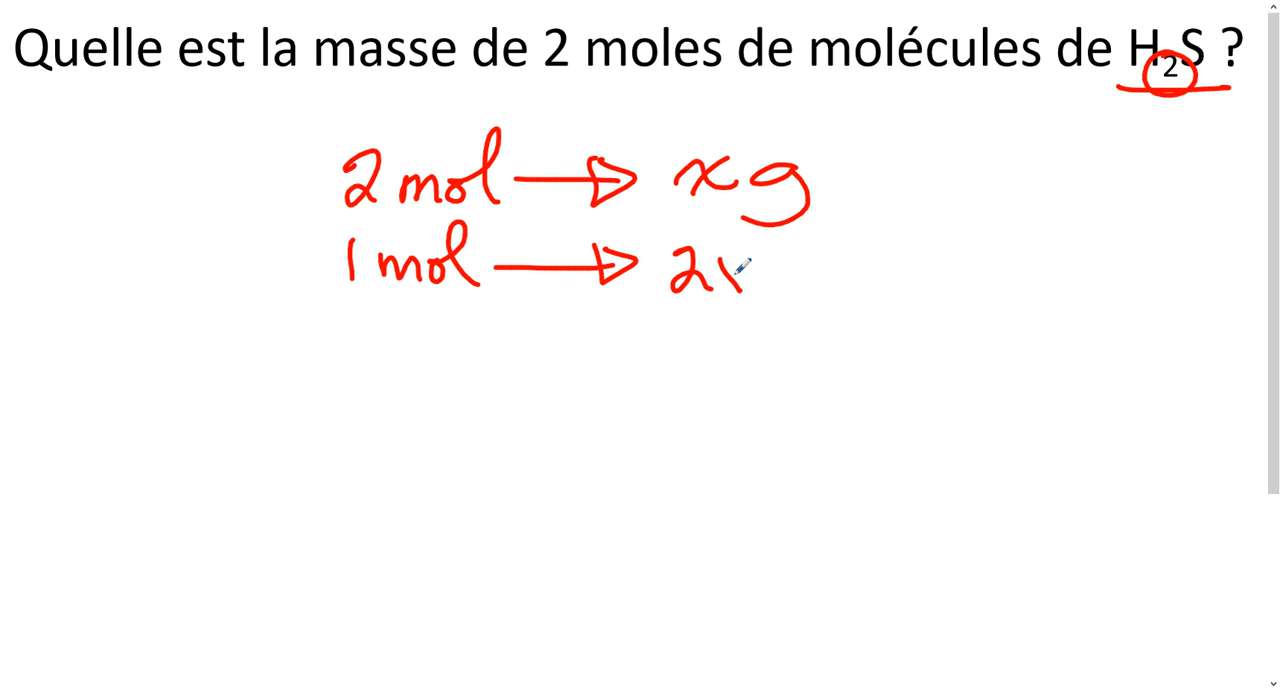 Quelle est la masse de 2 moles de molécules de H₂S ?
2 mol → x g
1 mol → 2